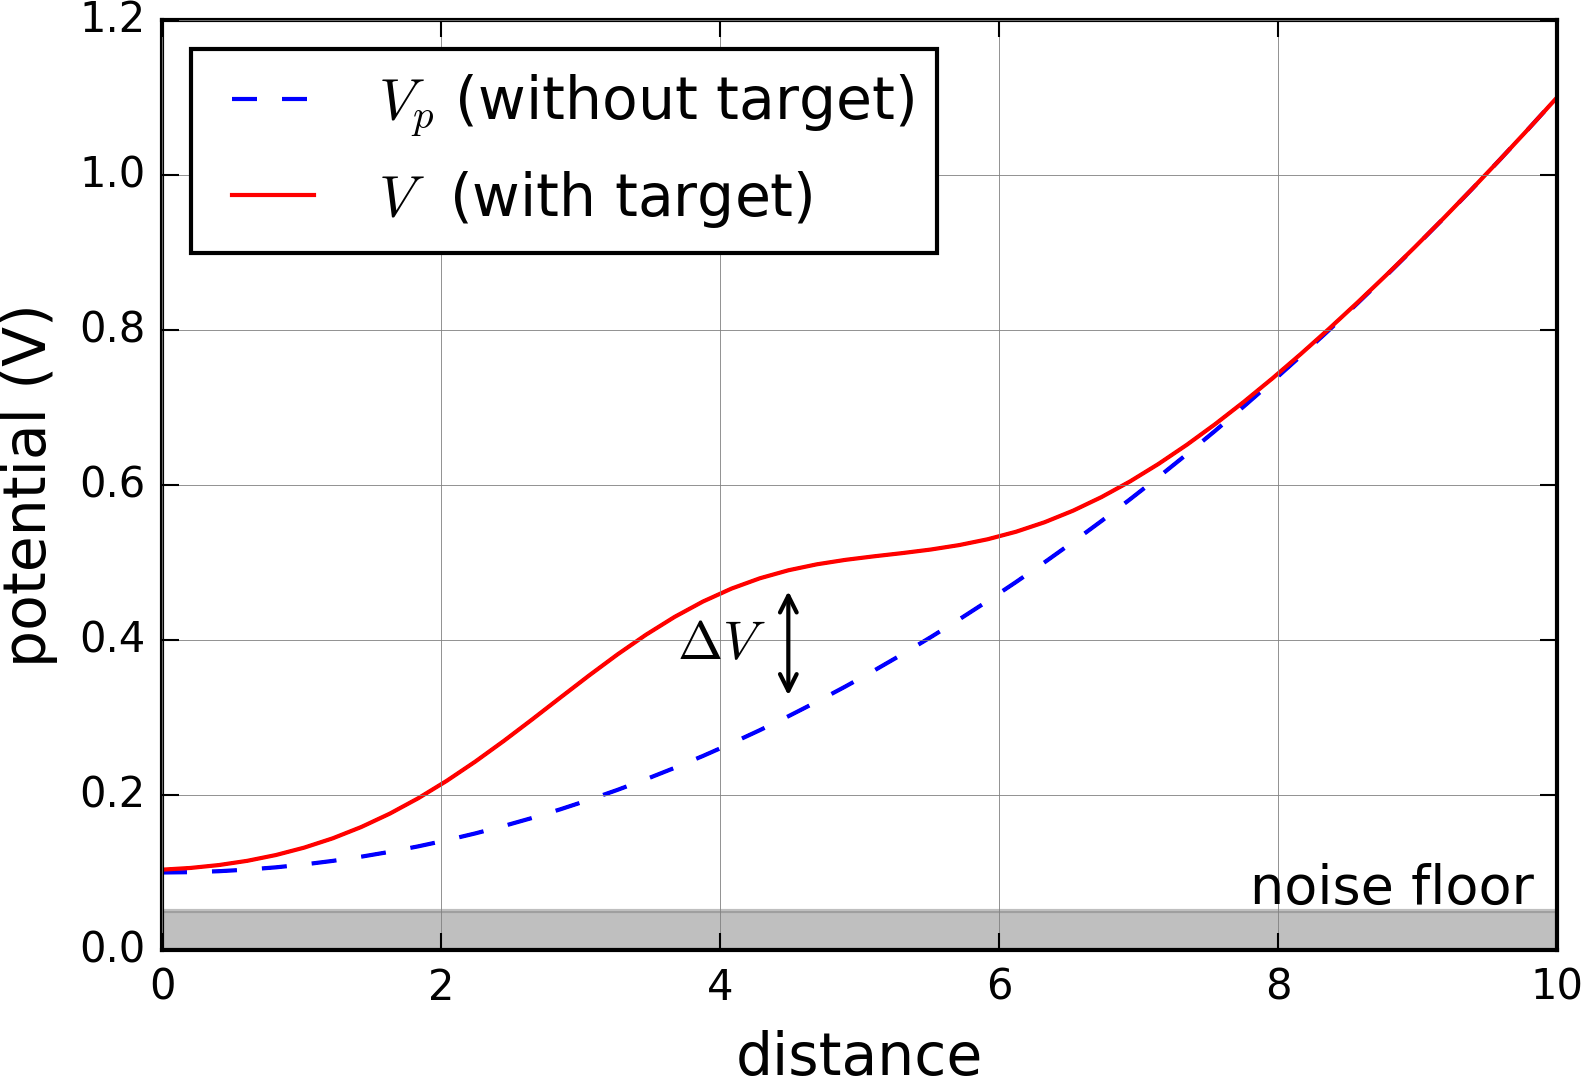 1.2
V_p (without target)
V (with target)
1.0
0.8
0.6
0.4
0.2
0.0
potential (V)
ΔV
noise floor
0 2 4 6 8 10
distance